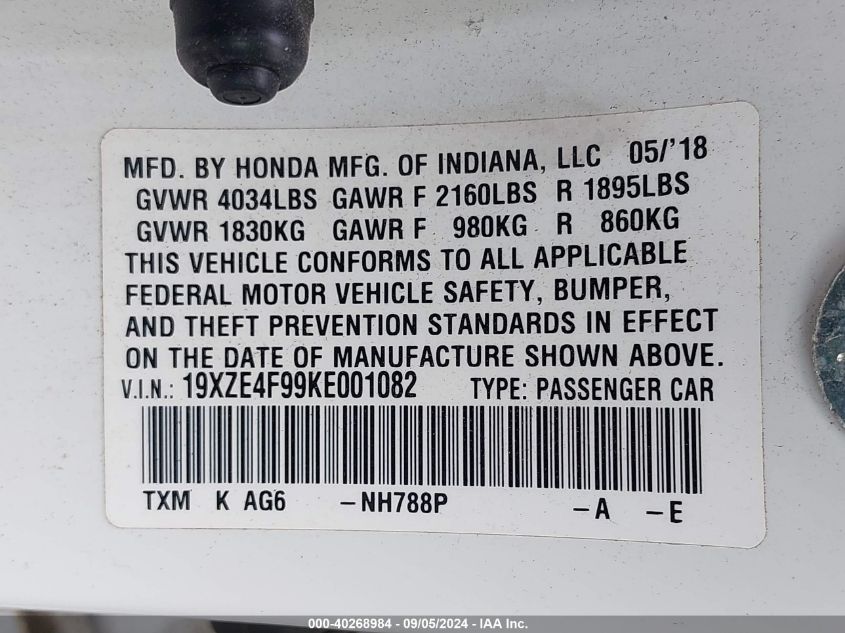 MFD. BY HONDA MFG. OF INDIANA, LLC 05/'18
GVWR 4034LBS GAWR F 2160LBS R 1895LBS
GVWR 1830KG GAWR F 980KG R 860KG
THIS VEHICLE CONFORMS TO ALL APPLICABLE
FEDERAL MOTOR VEHICLE SAFETY, BUMPER,
AND THEFT PREVENTION STANDARDS IN EFFECT
ON THE DATE OF MANUFACTURE SHOWN ABOVE.
V.I.N.: 19XZE4F99KE001082 TYPE: PASSENGER CAR
TXM K AG6 –NH788P –A –E
000-40268984 - 09/05/2024 - IAA Inc.